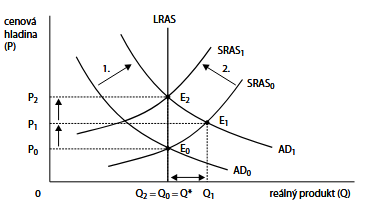 cenová
hladina
(P)
LRAS
SRAS₁
1.
2.
SRAS₀
P₂
E₂
P₁
E₁
P₀
E₀
AD₁
AD₀
0
Q₂ = Q₀ = Q*
Q₁
reálný produkt (Q)